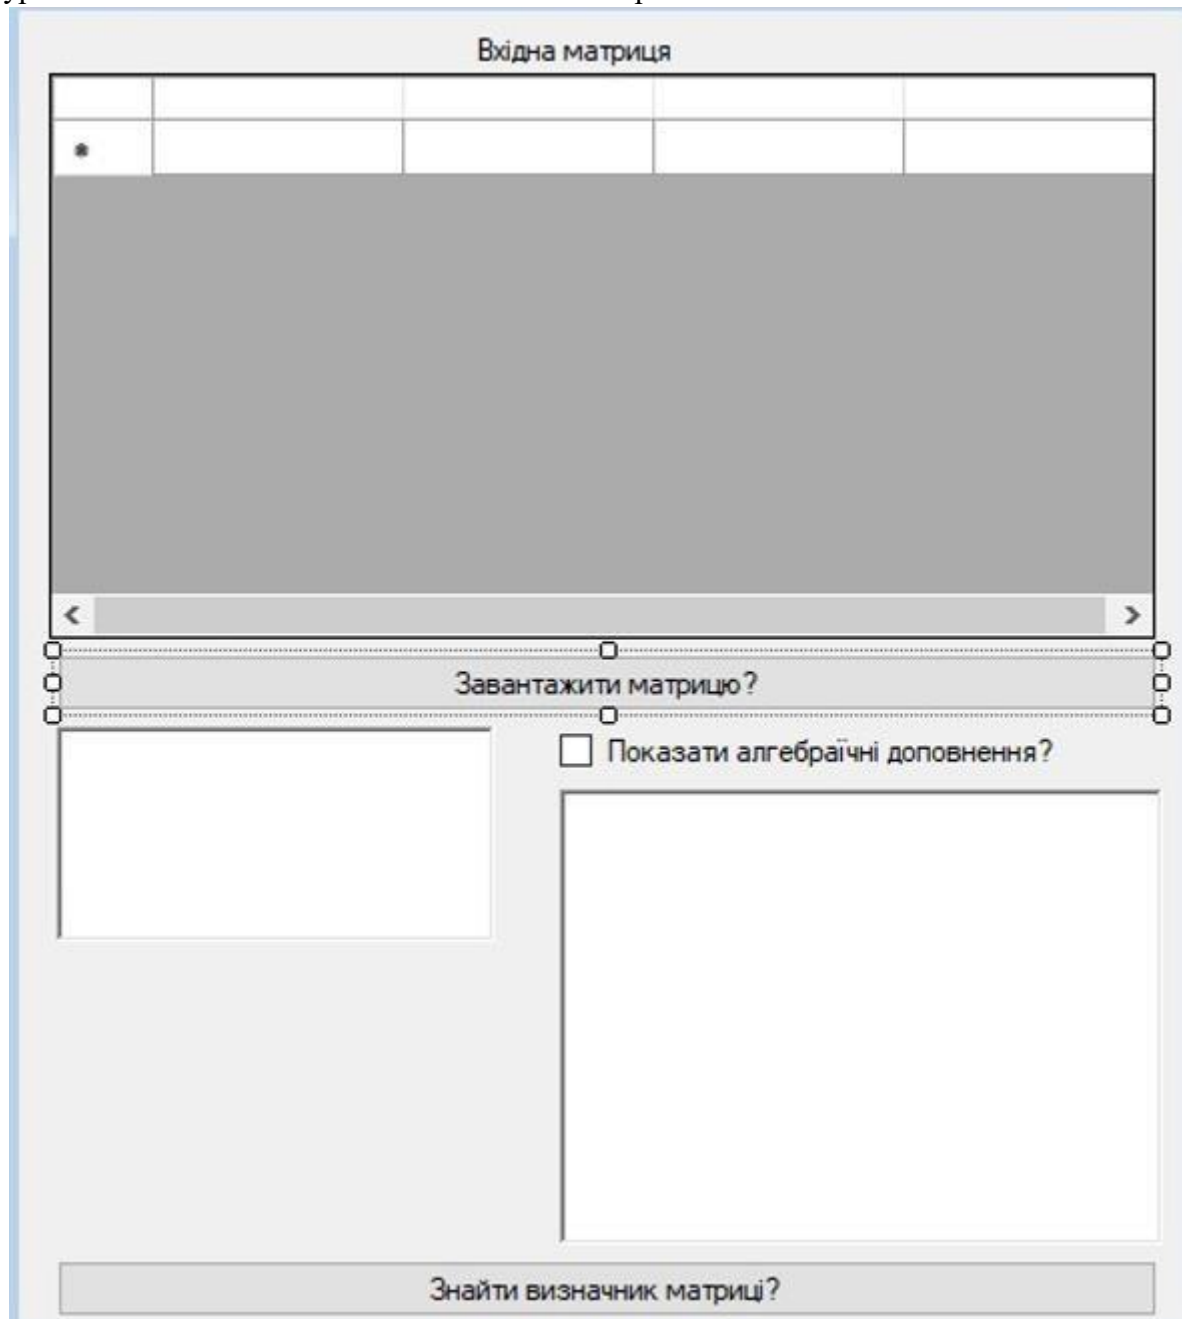 Вхідна матриця
Завантажити матрицю?
Показати алгебраїчні доповнення?
Знайти визначник матриці?